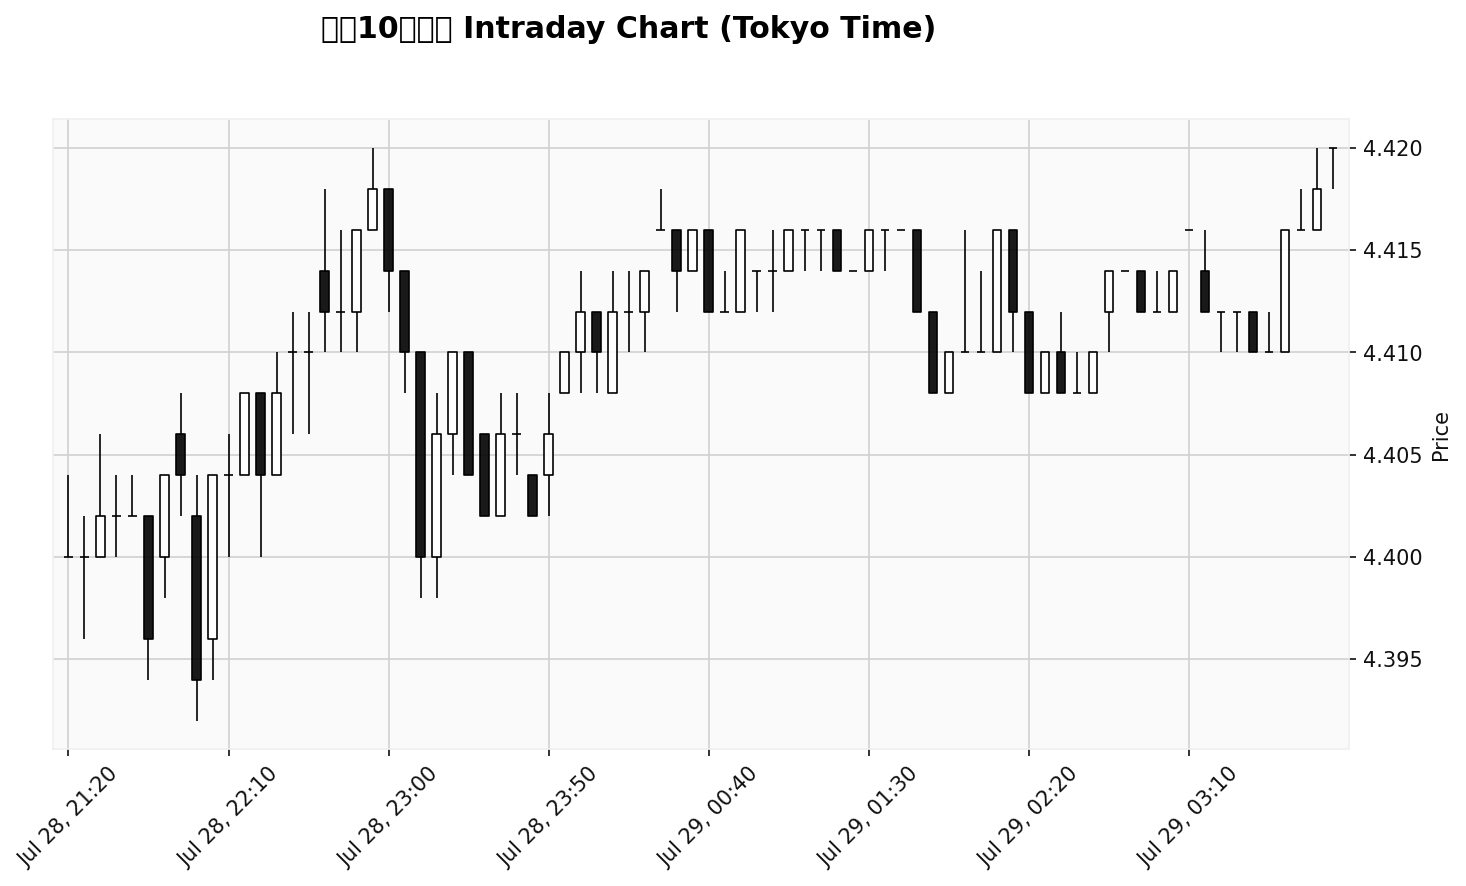 10 Intraday Chart (Tokyo Time)
4.420
4.415
4.410
4.405
4.400
4.395
Price
Jul 28, 21:20
Jul 28, 22:10
Jul 28, 23:00
Jul 28, 23:50
Jul 29, 00:40
Jul 29, 01:30
Jul 29, 02:20
Jul 29, 03:10